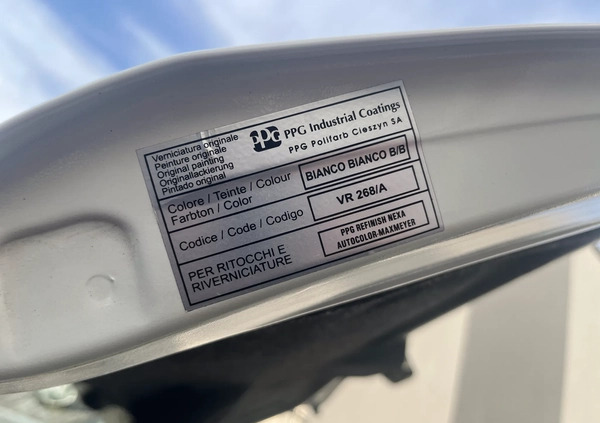 Verniciatura originale
Peinture originale
Original painting
Originallackierung
Pintado original
PPG PPG Industrial Coatings
PPG Polifarb Cieszyn SA
Colore / Teinte / Colour
Farbton / Color
BIANCO BIANCO B/B
Codice / Code / Codigo
VR 268/A
PER RITOCCHI E
RIVERNICIATURE
PPG REFINISH NEXA
AUTOCOLOR-MAXMEYER